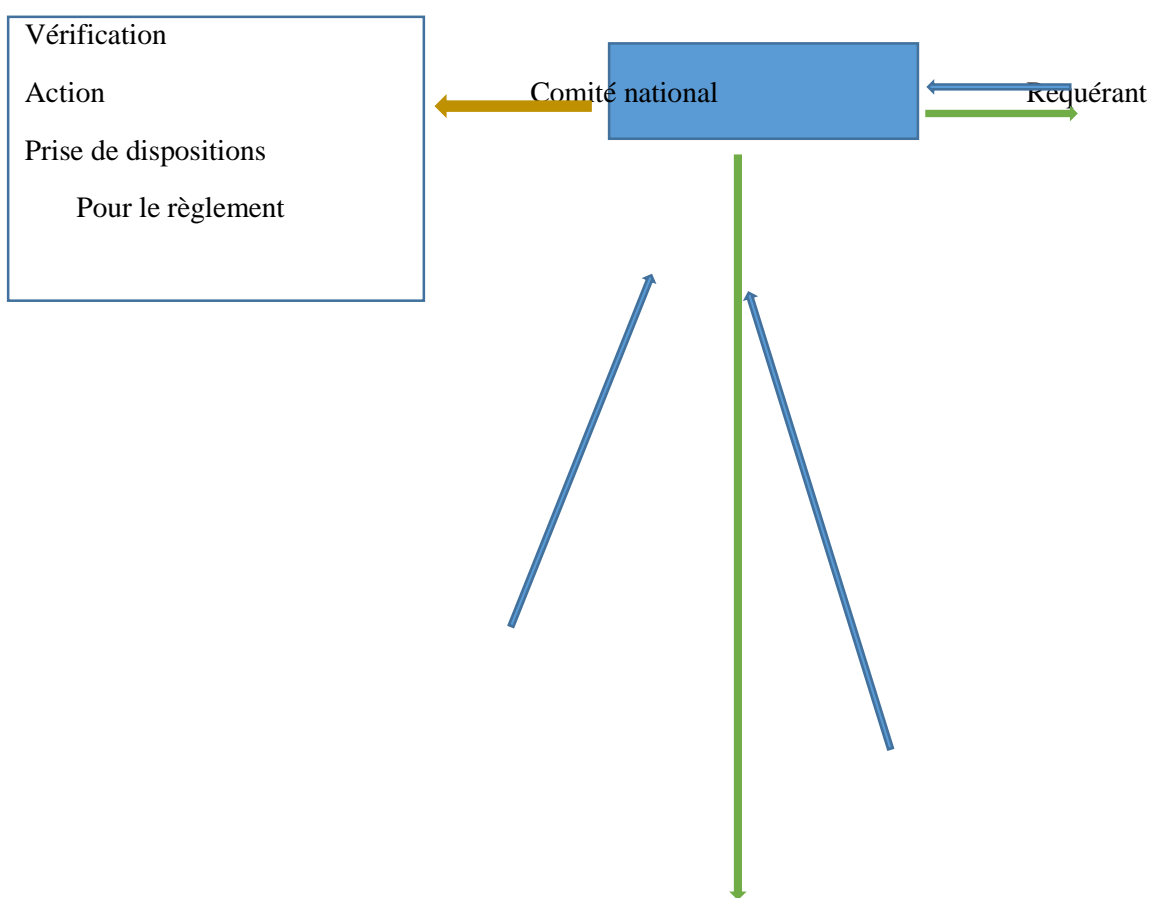 Vérification
Action
Comité national
Requérant
Prise de dispositions
Pour le règlement